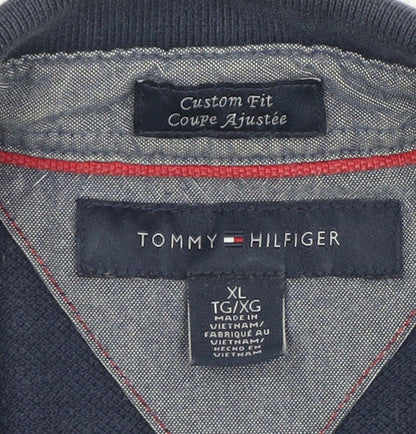 Custom Fit
Coupe Ajustée
TOMMY HILFIGER
XL
TG/XG
MADE IN
VIETNAM/
FABRIQUÉ AU
VIETNAM/
HECHO EN
VIETNAM